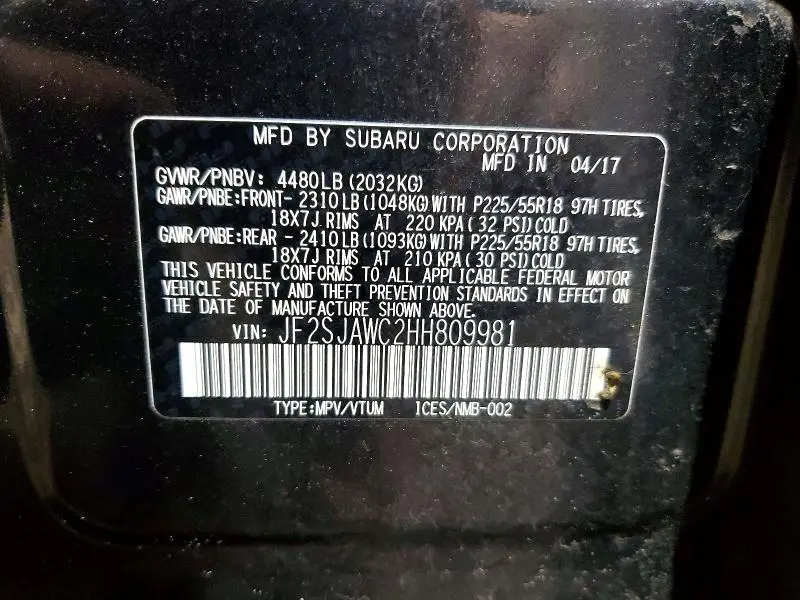 MFD BY SUBARU CORPORATION
MFD IN 04/17
GVWR/PNBV: 4480LB (2032KG)
GAWR/PNBE:FRONT- 2310 LB (1048KG) WITH P225/55R18 97H TIRES,
18X7J RIMS AT 220 KPA ( 32 PSI) COLD
GAWR/PNBE:REAR - 2410 LB (1093KG) WITH P225/55R18 97H TIRES,
18X7J RIMS AT 210 KPA ( 30 PSI) COLD
THIS VEHICLE CONFORMS TO ALL APPLICABLE FEDERAL MOTOR
VEHICLE SAFETY AND THEFT PREVENTION STANDARDS IN EFFECT ON
THE DATE OF MANUFACTURE SHOWN ABOVE.
VIN: JF2SJAWC2HH809981
TYPE:MPV/VTUM ICES/NMB-002